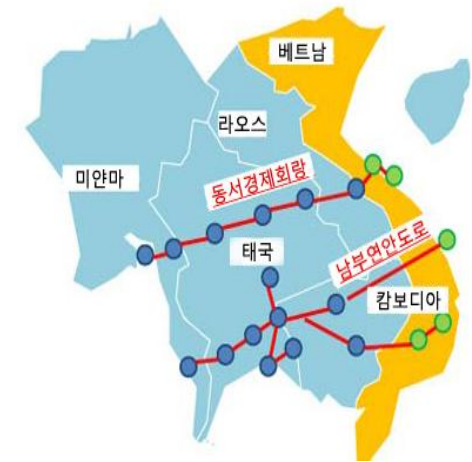 베트남
라오스
미얀마
동서경제회랑
태국
남부연안도로
캄보디아